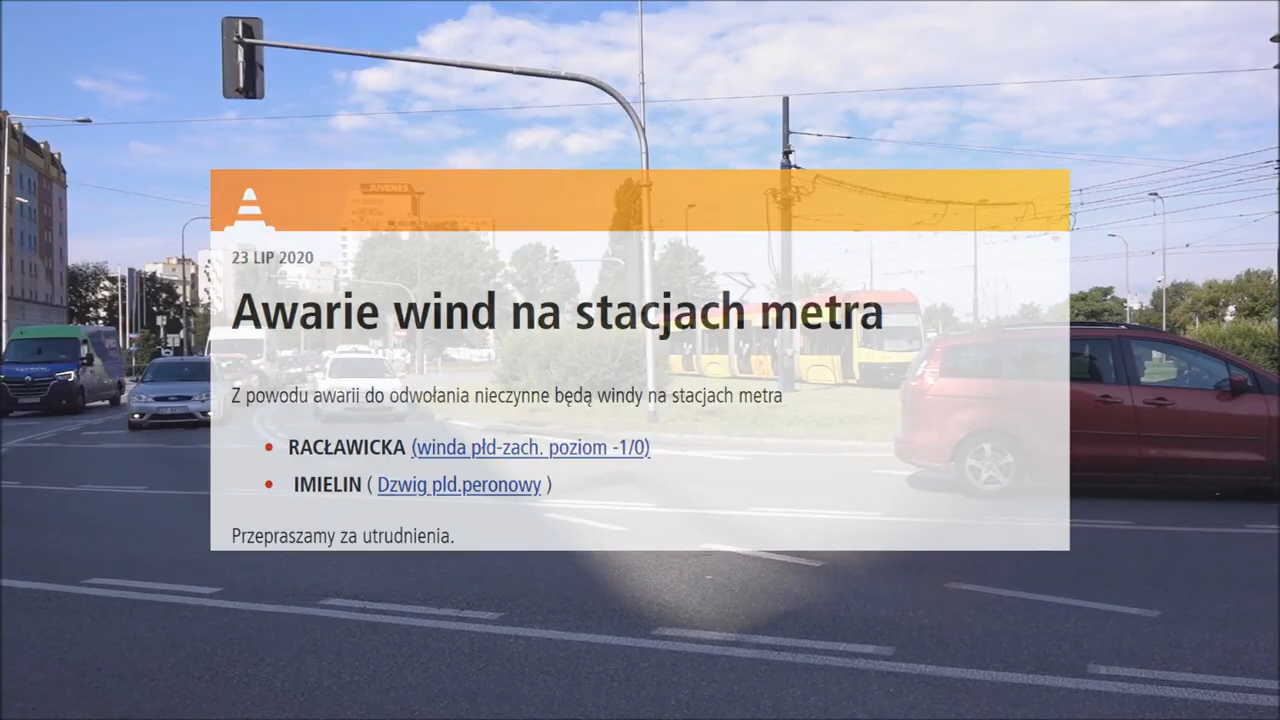 JUVENES
23 LIP 2020
Awarie wind na stacjach metra
Z powodu awarii do odwołania nieczynne będą windy na stacjach metra
• RACŁAWICKA (winda płd-zach. poziom -1/0)
• IMIELIN ( Dzwig pld.peronowy )
Przepraszamy za utrudnienia.